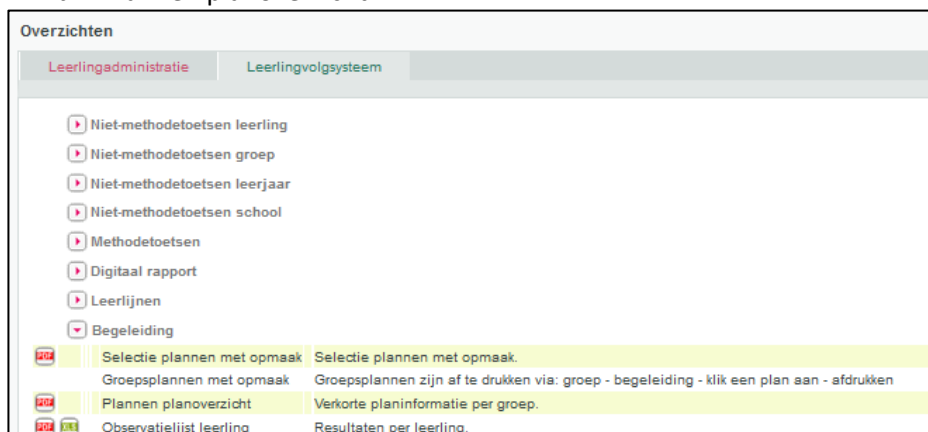 Overzichten
Leerlingadministratie Leerlingvolgsysteem
Niet-methodetoetsen leerling
Niet-methodetoetsen groep
Niet-methodetoetsen leerjaar
Niet-methodetoetsen school
Methodetoetsen
Digitaal rapport
Leerlijnen
Begeleiding
PDF Selectie plannen met opmaak Selectie plannen met opmaak.
Groepsplannen met opmaak Groepsplannen zijn af te drukken via: groep - begeleiding - klik een plan aan - afdrukken
PDF Plannen planoverzicht Verkorte planinformatie per groep.
PDF XLS Observatielijst leerling Resultaten per leerling.